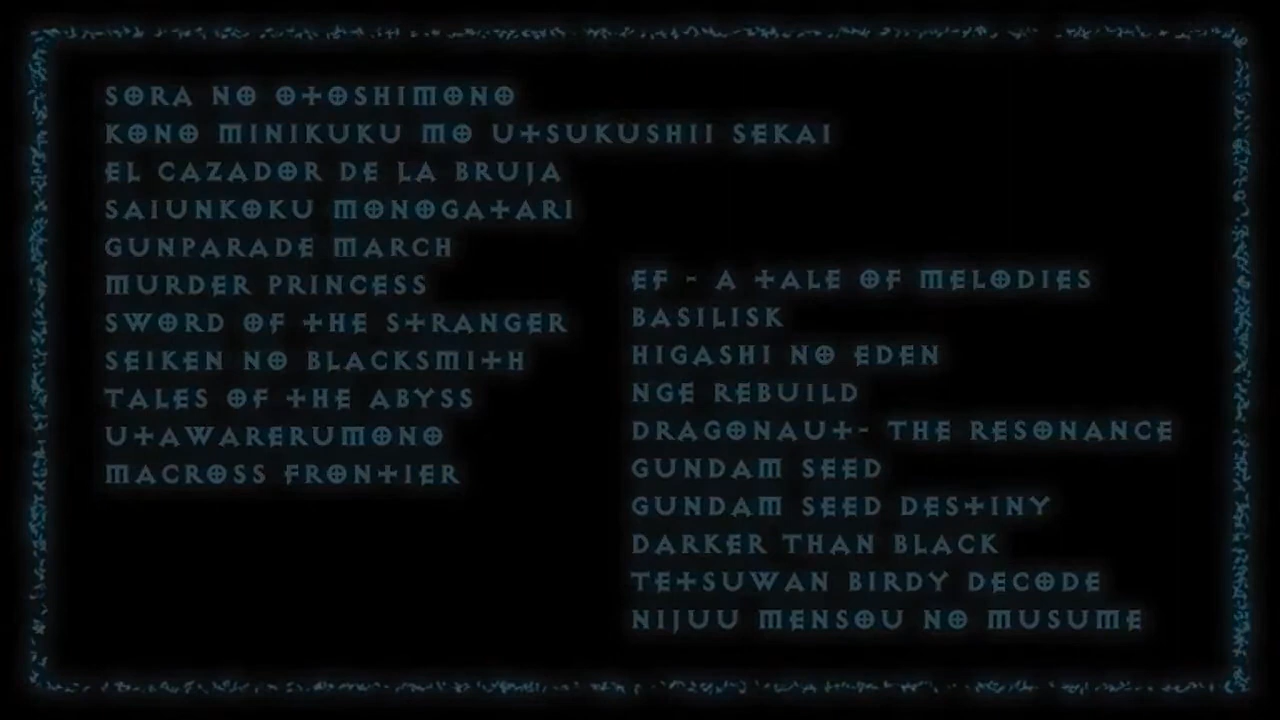 SORA NO OTOSHIMONO
KONO MINIKUKU MO UTSUKUSHII SEKAI
EL CAZADOR DE LA BRUJA
SAIUNKOKU MONOGATARI
GUNPARADE MARCH
MURDER PRINCESS
SWORD OF THE STRANGER
SEIKEN NO BLACKSMITH
TALES OF THE ABYSS
UTAWARERUMONO
MACROSS FRONTIER
EF - A TALE OF MELODIES
BASILISK
HIGASHI NO EDEN
NGE REBUILD
DRAGONAUT- THE RESONANCE
GUNDAM SEED
GUNDAM SEED DESTINY
DARKER THAN BLACK
TETSUWAN BIRDY DECODE
NIJUU MENSOU NO MUSUME